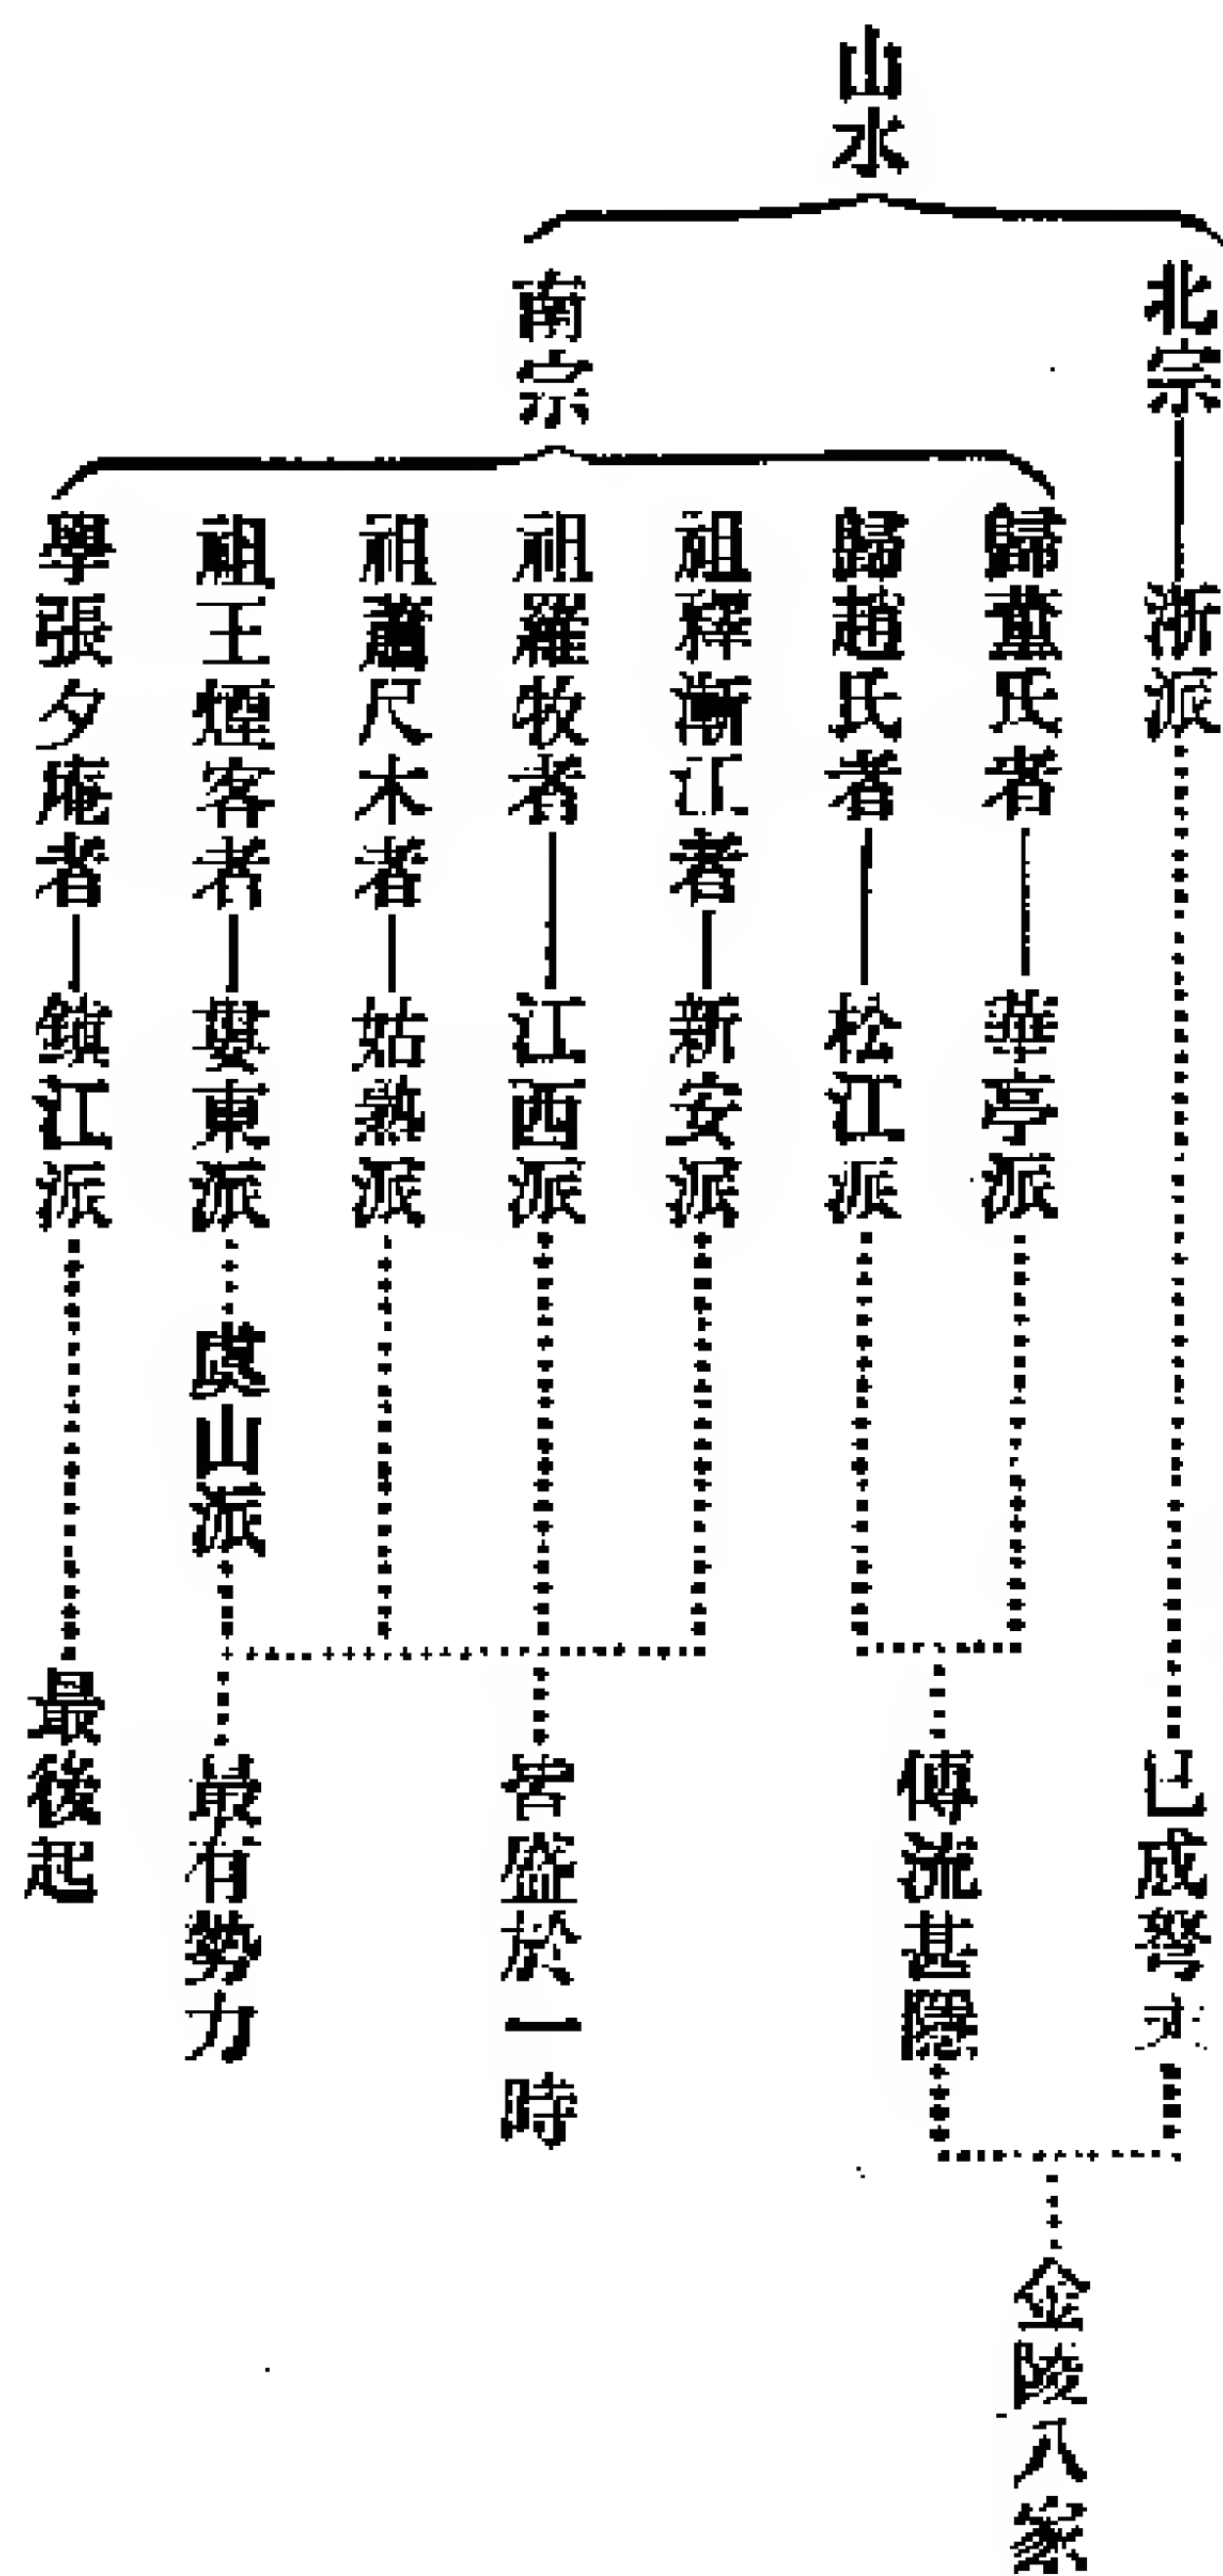 山水
北宗
浙派
已成弩末
南宗
歸董氏者
華亭派
歸趙氏者
松江派
傳流甚隱
金陵八家
祖釋漸江者
新安派
祖羅牧者
江西派
祖蕭尺木者
姑熟派
皆盛於一時
祖王煙客者
婁東派
虞山派
最有勢力
學張夕庵者
鎮江派
最後起